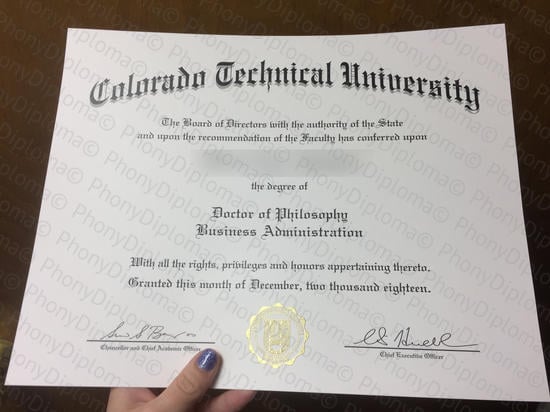 Colorado Technical University
The Board of Directors with the authority of the State
and upon the recommendation of the Faculty has conferred upon
the degree of
Doctor of Philosophy
Business Administration
With all the rights, privileges and honors appertaining thereto.
Granted this month of December, two thousand eighteen.
Chancellor and Chief Academic Officer
Chief Executive Officer
PhonyDiploma©